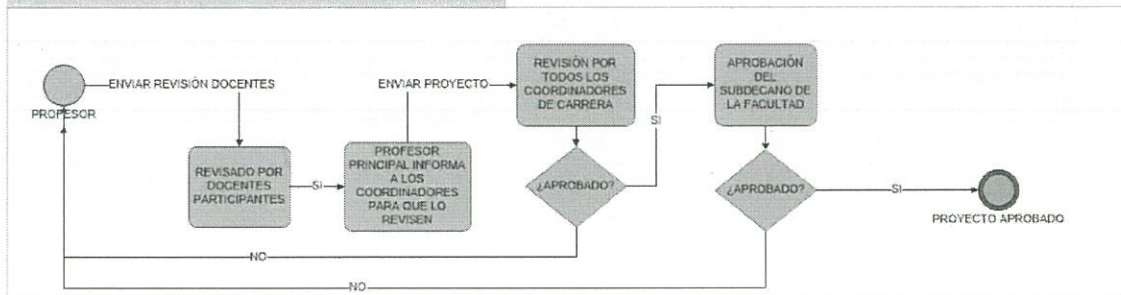 ENVIAR REVISIÓN DOCENTES
PROFESOR
REVISADO POR
DOCENTES
PARTICIPANTES
SI
PROFESOR
PRINCIPAL INFORMA
A LOS
COORDINADORES
PARA QUE LO
REVISEN
ENVIAR PROYECTO
REVISIÓN POR
TODOS LOS
COORDINADORES
DE CARRERA
¿APROBADO?
SI
NO
APROBACIÓN
DEL
SUBDECANO DE
LA FACULTAD
¿APROBADO?
SI
NO
PROYECTO APROBADO